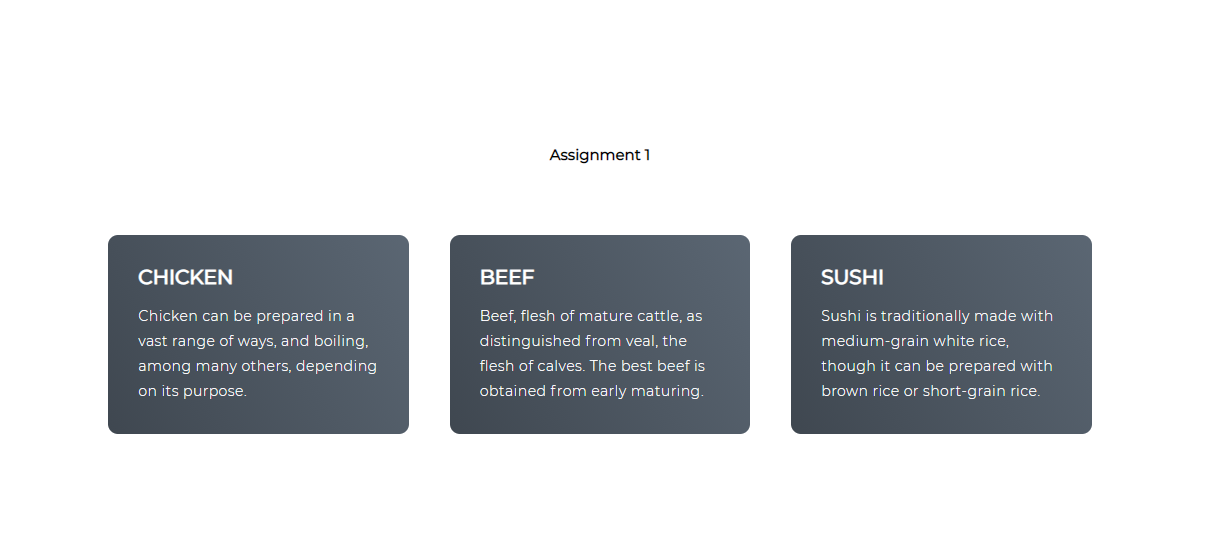 Assignment 1
CHICKEN
Chicken can be prepared in a
vast range of ways, and boiling,
among many others, depending
on its purpose.
BEEF
Beef, flesh of mature cattle, as
distinguished from veal, the
flesh of calves. The best beef is
obtained from early maturing.
SUSHI
Sushi is traditionally made with
medium-grain white rice,
though it can be prepared with
brown rice or short-grain rice.